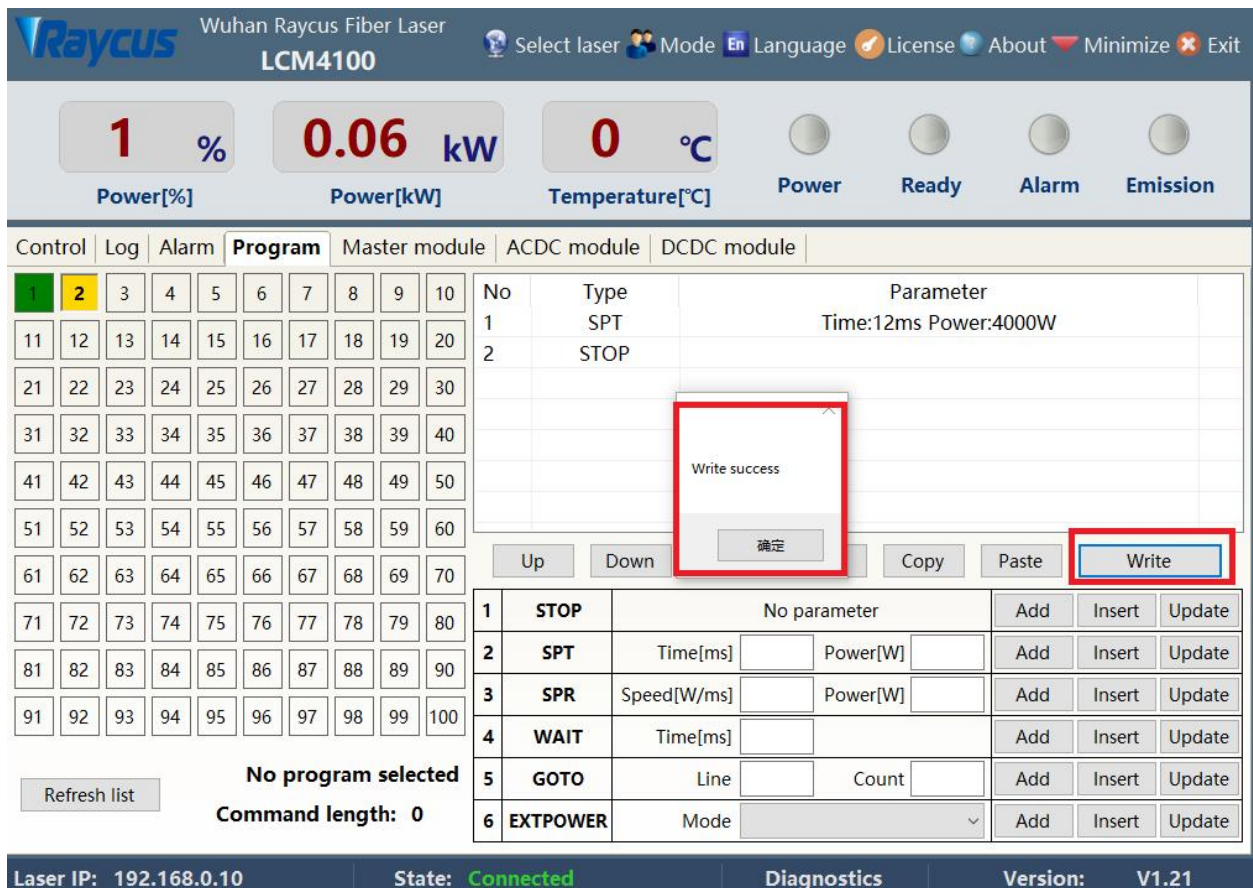 Raycus
Wuhan Raycus Fiber Laser
LCM4100
Select laser Mode En Language License About Minimize Exit
1 % 0.06 kW 0 ℃
Power[%] Power[kW] Temperature[℃] Power Ready Alarm Emission
Control Log Alarm Program Master module ACDC module DCDC module
1 2 3 4 5 6 7 8 9 10
11 12 13 14 15 16 17 18 19 20
21 22 23 24 25 26 27 28 29 30
31 32 33 34 35 36 37 38 39 40
41 42 43 44 45 46 47 48 49 50
51 52 53 54 55 56 57 58 59 60
61 62 63 64 65 66 67 68 69 70
71 72 73 74 75 76 77 78 79 80
81 82 83 84 85 86 87 88 89 90
91 92 93 94 95 96 97 98 99 100
Refresh list
No program selected
Command length: 0
No Type Parameter
1 SPT Time:12ms Power:4000W
2 STOP
Write success
确定
Up Down Copy Paste Write
1 STOP No parameter Add Insert Update
2 SPT Time[ms] Power[W] Add Insert Update
3 SPR Speed[W/ms] Power[W] Add Insert Update
4 WAIT Time[ms] Add Insert Update
5 GOTO Line Count Add Insert Update
6 EXTPOWER Mode Add Insert Update
Laser IP: 192.168.0.10 State: Connected Diagnostics Version: V1.21